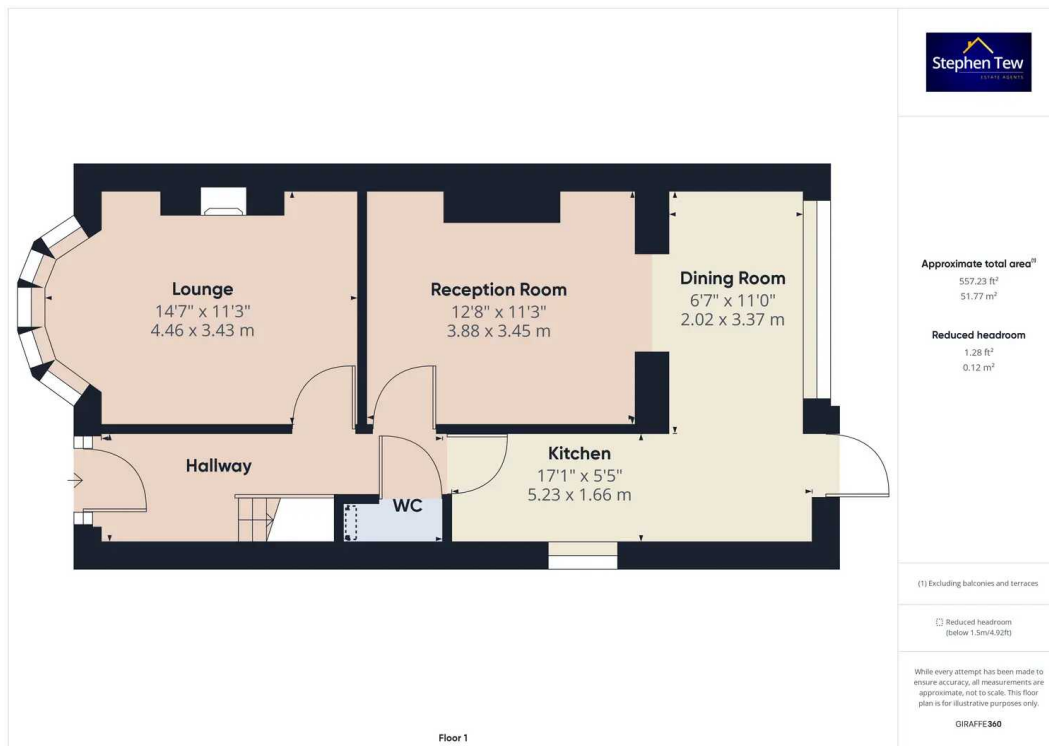 Lounge
14'7" x 11'3"
4.46 x 3.43 m
Reception Room
12'8" x 11'3"
3.88 x 3.45 m
Dining Room
6'7" x 11'0"
2.02 x 3.37 m
Hallway
WC
Kitchen
17'1" x 5'5"
5.23 x 1.66 m
Floor 1
Stephen Tew
ESTATE AGENTS
Approximate total area(1)
557.23 ft²
51.77 m²
Reduced headroom
1.28 ft²
0.12 m²
(1) Excluding balconies and terraces
Reduced headroom
(below 1.5m/4.92ft)
While every attempt has been made to
ensure accuracy, all measurements are
approximate, not to scale. This floor
plan is for illustrative purposes only.
GIRAFFE360